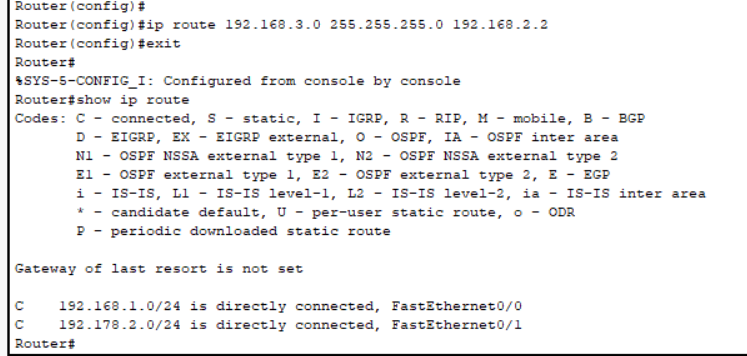 Router(config)#
Router(config)#ip route 192.168.3.0 255.255.255.0 192.168.2.2
Router(config)#exit
Router#
%SYS-5-CONFIG_I: Configured from console by console
Router#show ip route
Codes: C - connected, S - static, I - IGRP, R - RIP, M - mobile, B - BGP
       D - EIGRP, EX - EIGRP external, O - OSPF, IA - OSPF inter area
       N1 - OSPF NSSA external type 1, N2 - OSPF NSSA external type 2
       E1 - OSPF external type 1, E2 - OSPF external type 2, E - EGP
       i - IS-IS, L1 - IS-IS level-1, L2 - IS-IS level-2, ia - IS-IS inter area
       * - candidate default, U - per-user static route, o - ODR
       P - periodic downloaded static route

Gateway of last resort is not set

C    192.168.1.0/24 is directly connected, FastEthernet0/0
C    192.178.2.0/24 is directly connected, FastEthernet0/1
Router#